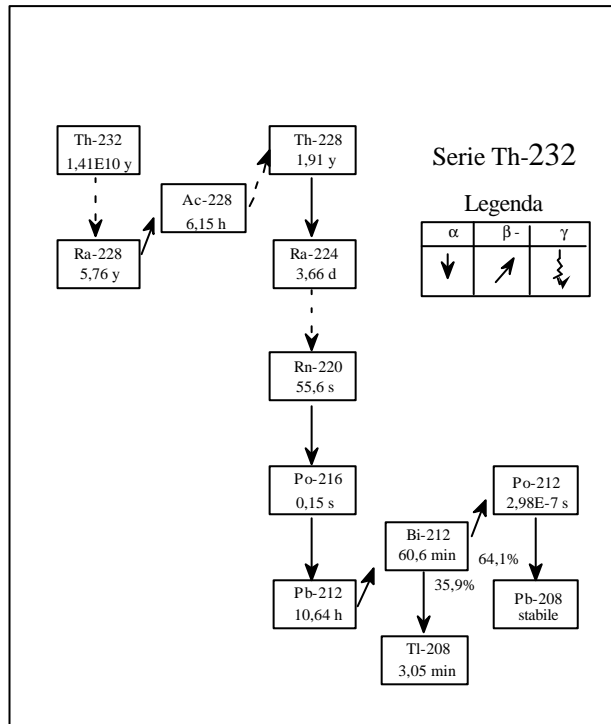 Th-232
1,41E10 y
Th-228
1,91 y
Serie Th-232
Ac-228
6,15 h
Legenda
α β - γ
Ra-228
5,76 y
Ra-224
3,66 d
Rn-220
55,6 s
Po-216
0,15 s
Po-212
2,98E-7 s
Bi-212
60,6 min
64,1%
35,9%
Pb-212
10,64 h
Pb-208
stabile
Tl-208
3,05 min